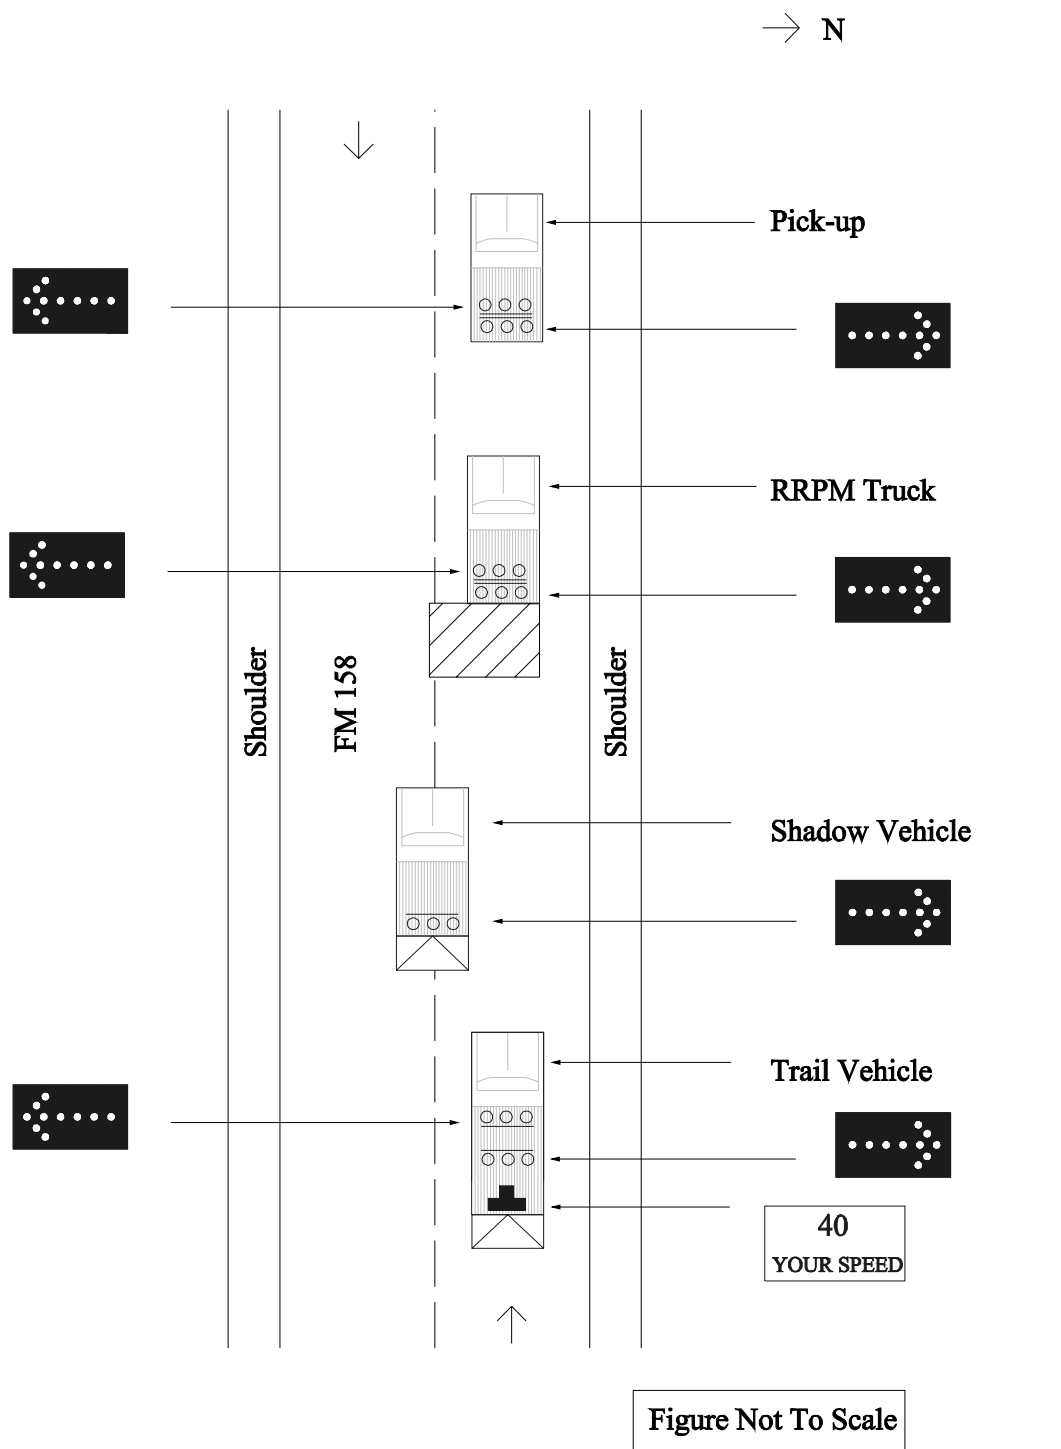 N
Pick-up
RRPM Truck
Shoulder
FM 158
Shoulder
Shadow Vehicle
Trail Vehicle
40
YOUR SPEED
Figure Not To Scale